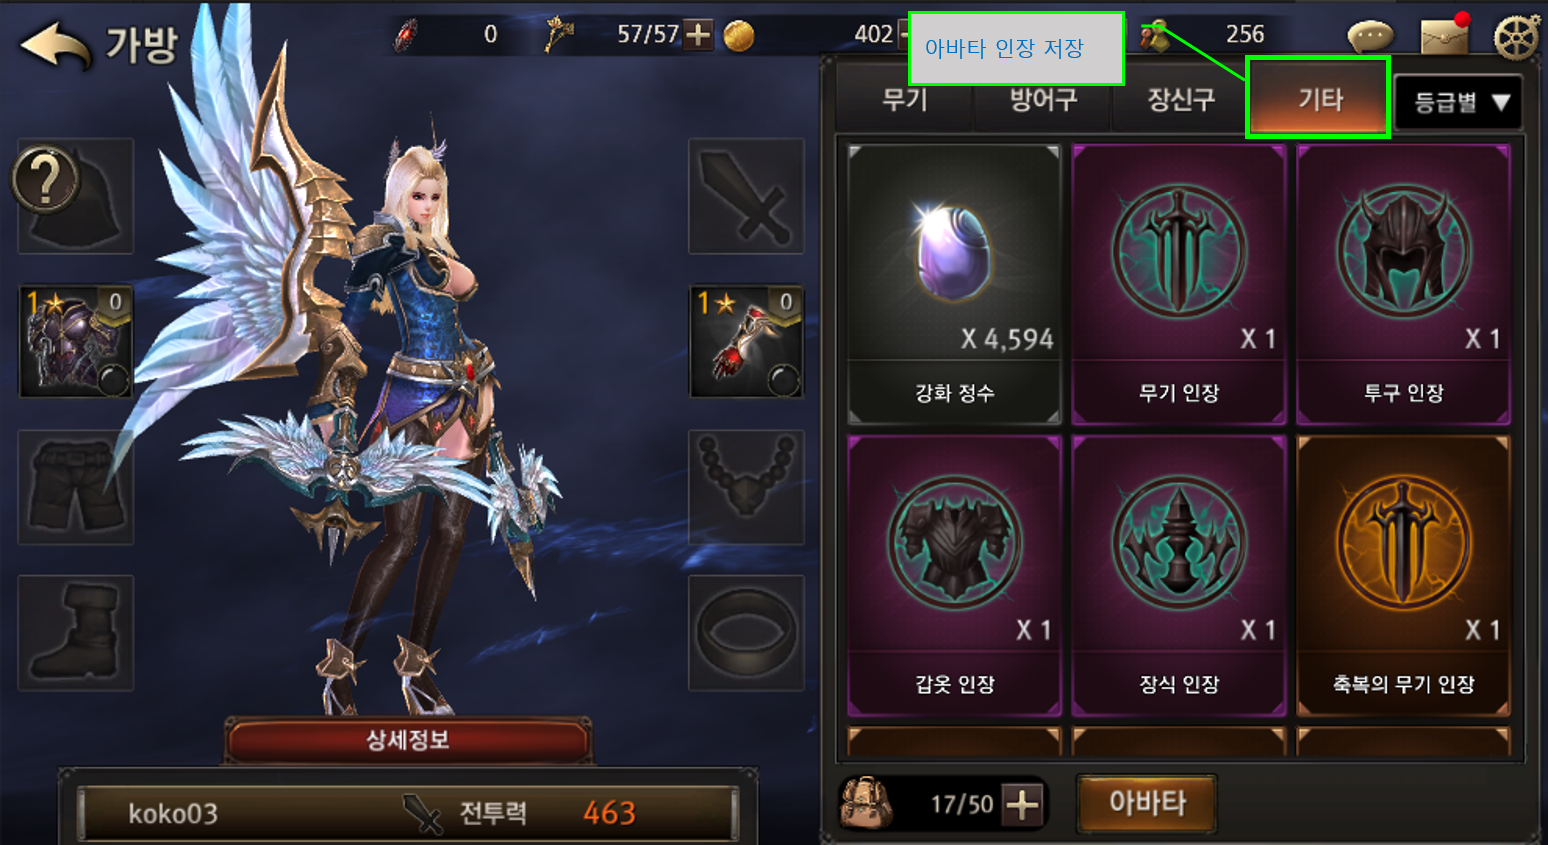 가방
0
57/57
402
256
아바타 인장 저장
무기
방어구
장신구
기타
등급별 ▼
?
1
0
1
0
X 4,594
강화 정수
X 1
무기 인장
X 1
투구 인장
X 1
갑옷 인장
X 1
장식 인장
X 1
축복의 무기 인장
상세정보
koko03
전투력 463
17/50
아바타